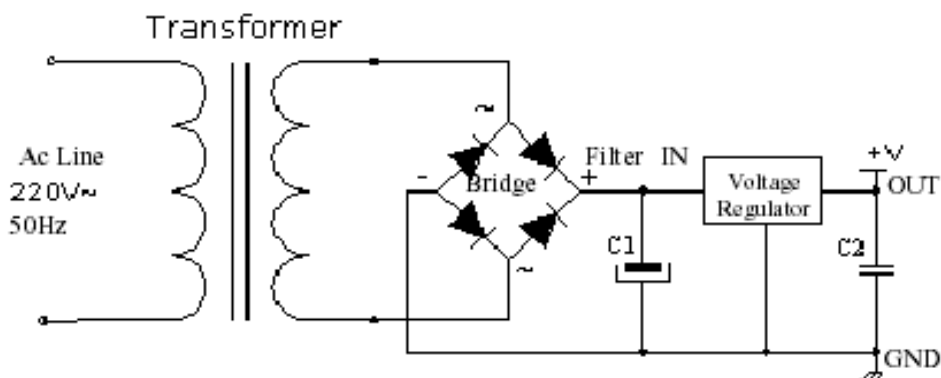 Transformer
Ac Line
220V~
50Hz
~
-
Bridge
+
~
Filter IN
C1
Voltage
Regulator
+V
OUT
C2
GND